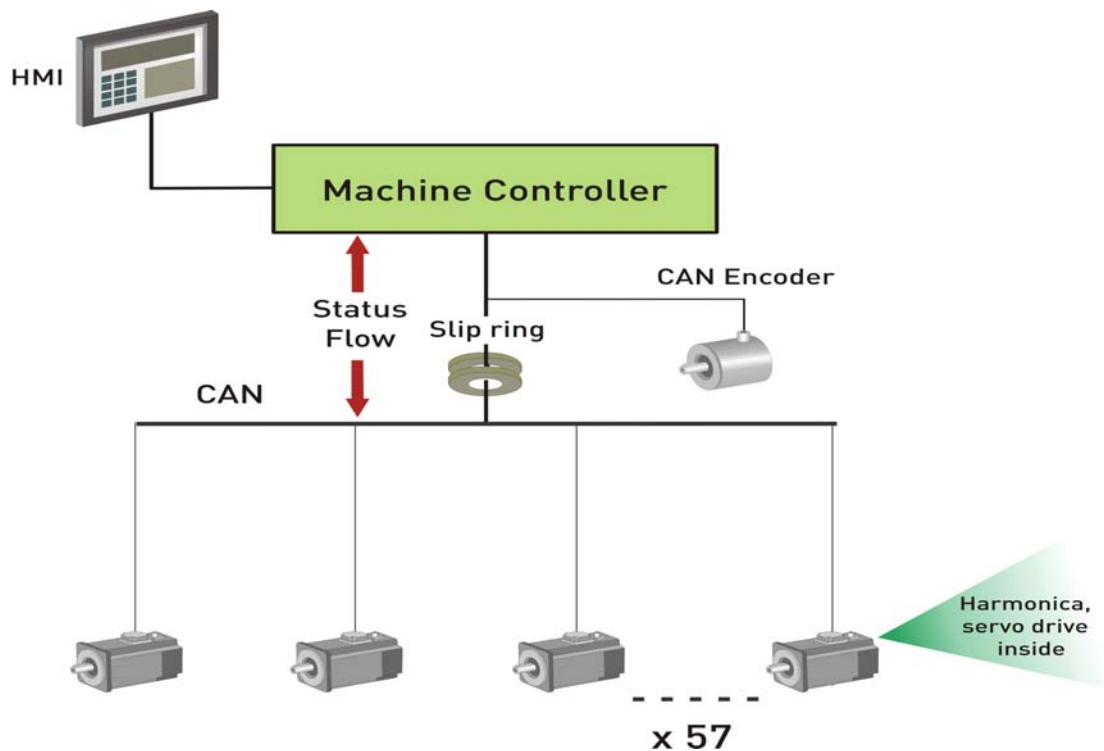 HMI
Machine Controller
CAN Encoder
Status
Flow
Slip ring
CAN
Harmonica,
servo drive
inside
x 57